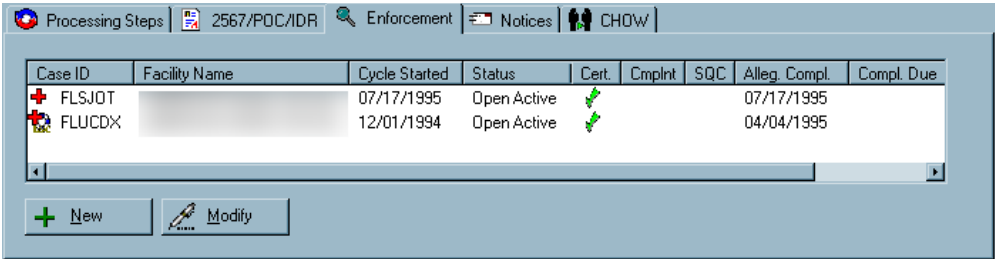 Processing Steps 2567/POC/IDR Enforcement Notices CHOW
Case ID Facility Name Cycle Started Status Cert. Cmplnt SQC Alleg. Compl. Compl. Due
FLSJOT 07/17/1995 Open Active 07/17/1995
FLUCDX 12/01/1994 Open Active 04/04/1995
New Modify